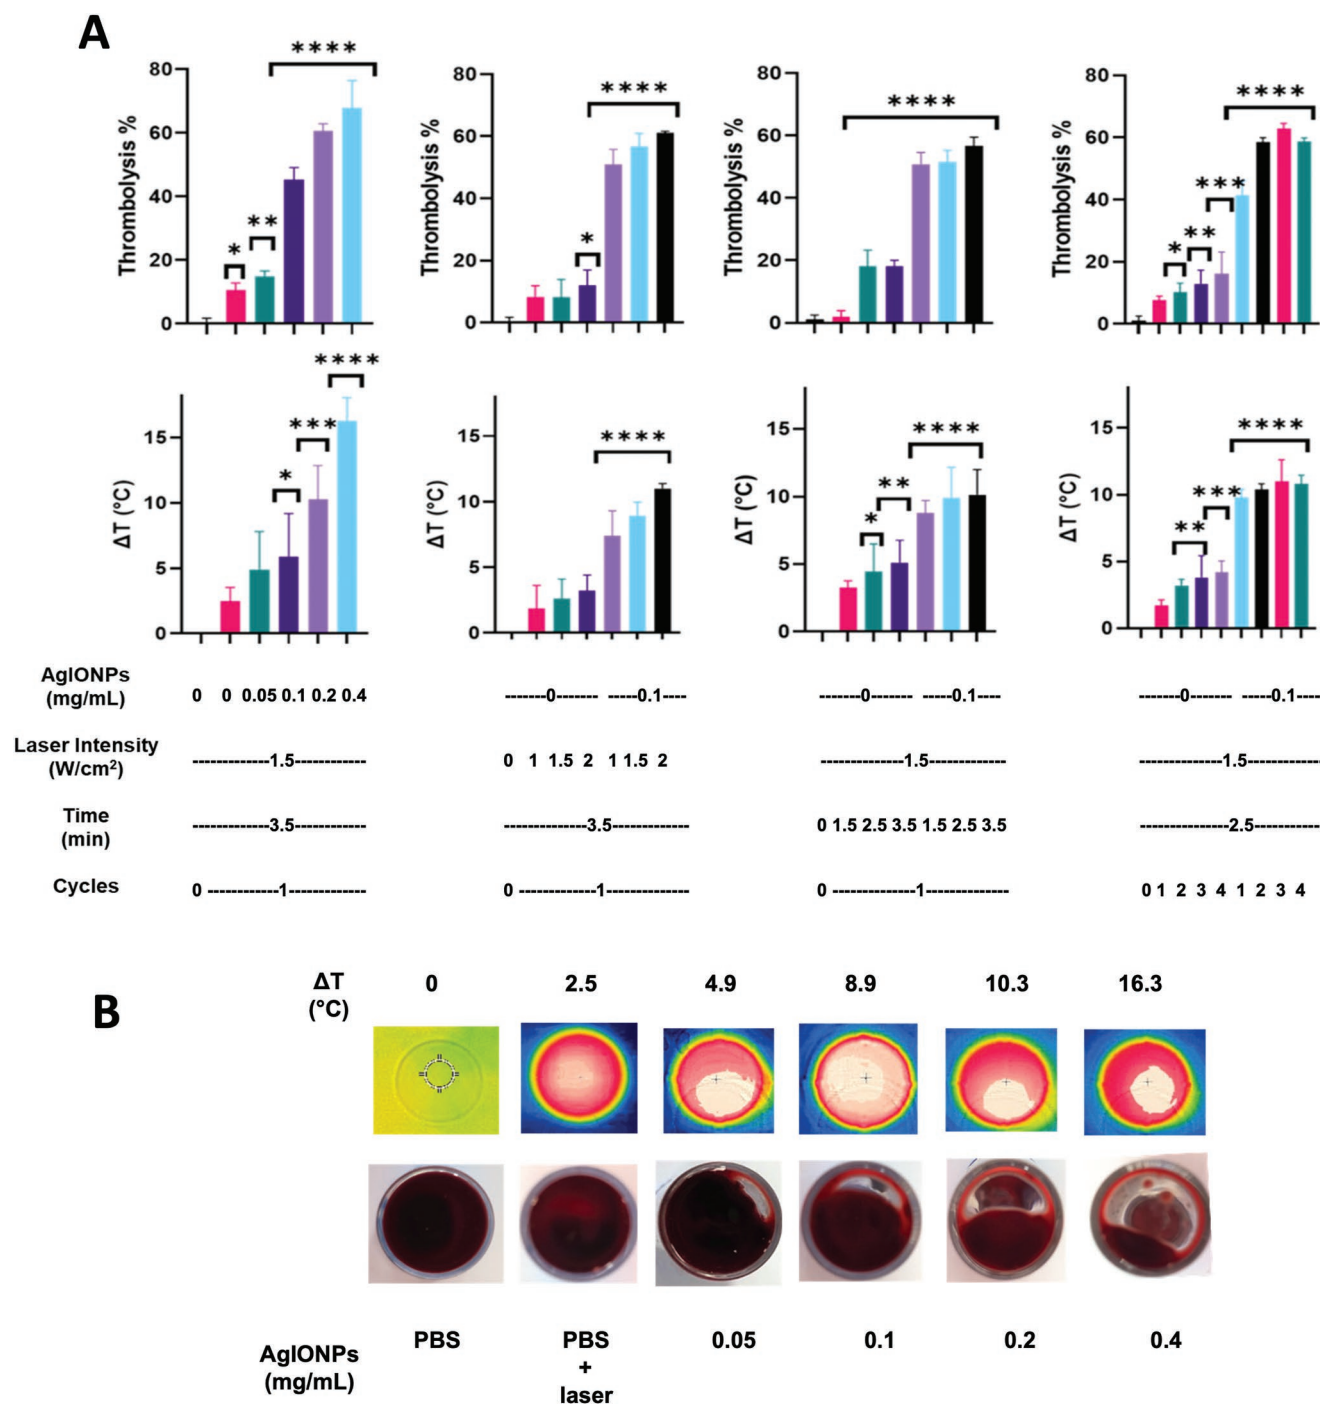 A
****
80
60
40
20
0
Thrombolysis %
*
**
****
80
60
40
20
0
Thrombolysis %
*
****
80
60
40
20
0
Thrombolysis %
****
80
60
40
20
0
Thrombolysis %
*
**
***
****
15
10
5
0
ΔT (°C)
*
***
****
15
10
5
0
ΔT (°C)
****
15
10
5
0
ΔT (°C)
*
**
****
15
10
5
0
ΔT (°C)
**
***
AgIONPs
(mg/mL)
0 0 0.05 0.1 0.2 0.4
-------0------- -----0.1----
-------0------- -----0.1----
-------0------- -----0.1----
Laser Intensity
(W/cm²)
-------------1.5------------
0 1 1.5 2 1 1.5 2
--------------1.5-------------
--------------1.5-------------
Time
(min)
-------------3.5------------
--------------3.5--------------
0 1.5 2.5 3.5 1.5 2.5 3.5
---------------2.5-------------
Cycles
0 ------------1-------------
0 --------------1--------------
0 --------------1--------------
0 1 2 3 4 1 2 3 4
B
ΔT
(°C)
0 2.5 4.9 8.9 10.3 16.3
AgIONPs
(mg/mL)
PBS
PBS
+
laser
0.05 0.1 0.2 0.4